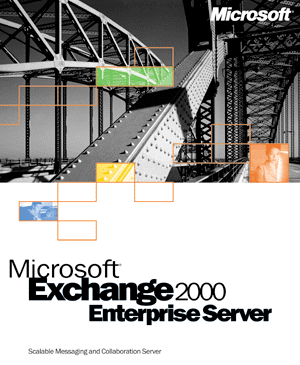 Microsoft®
Microsoft®
Exchange 2000
Enterprise Server
Scalable Messaging and Collaboration Server